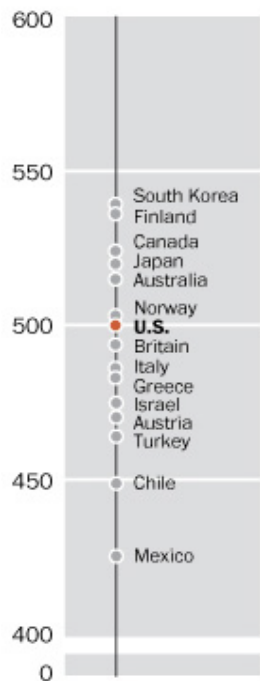 600
550
South Korea
Finland
Canada
Japan
Australia
Norway
500
U.S.
Britain
Italy
Greece
Israel
Austria
Turkey
450
Chile
Mexico
400
0